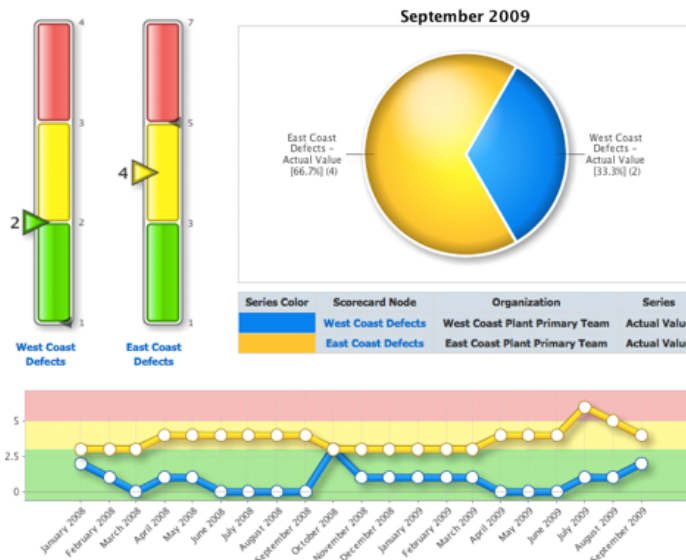 September 2009
4
3
2
1
2
West Coast
Defects
7
5
3
1
4
East Coast
Defects
East Coast
Defects -
Actual Value
[66.7%] (4)
West Coast
Defects -
Actual Value
[33.3%] (2)
Series Color Scorecard Node Organization Series
West Coast Defects West Coast Plant Primary Team Actual Value
East Coast Defects East Coast Plant Primary Team Actual Value
5
2.5
0
January 2008
February 2008
March 2008
April 2008
May 2008
June 2008
July 2008
August 2008
September 2008
October 2008
November 2008
December 2008
January 2009
February 2009
March 2009
April 2009
May 2009
June 2009
July 2009
August 2009
September 2009